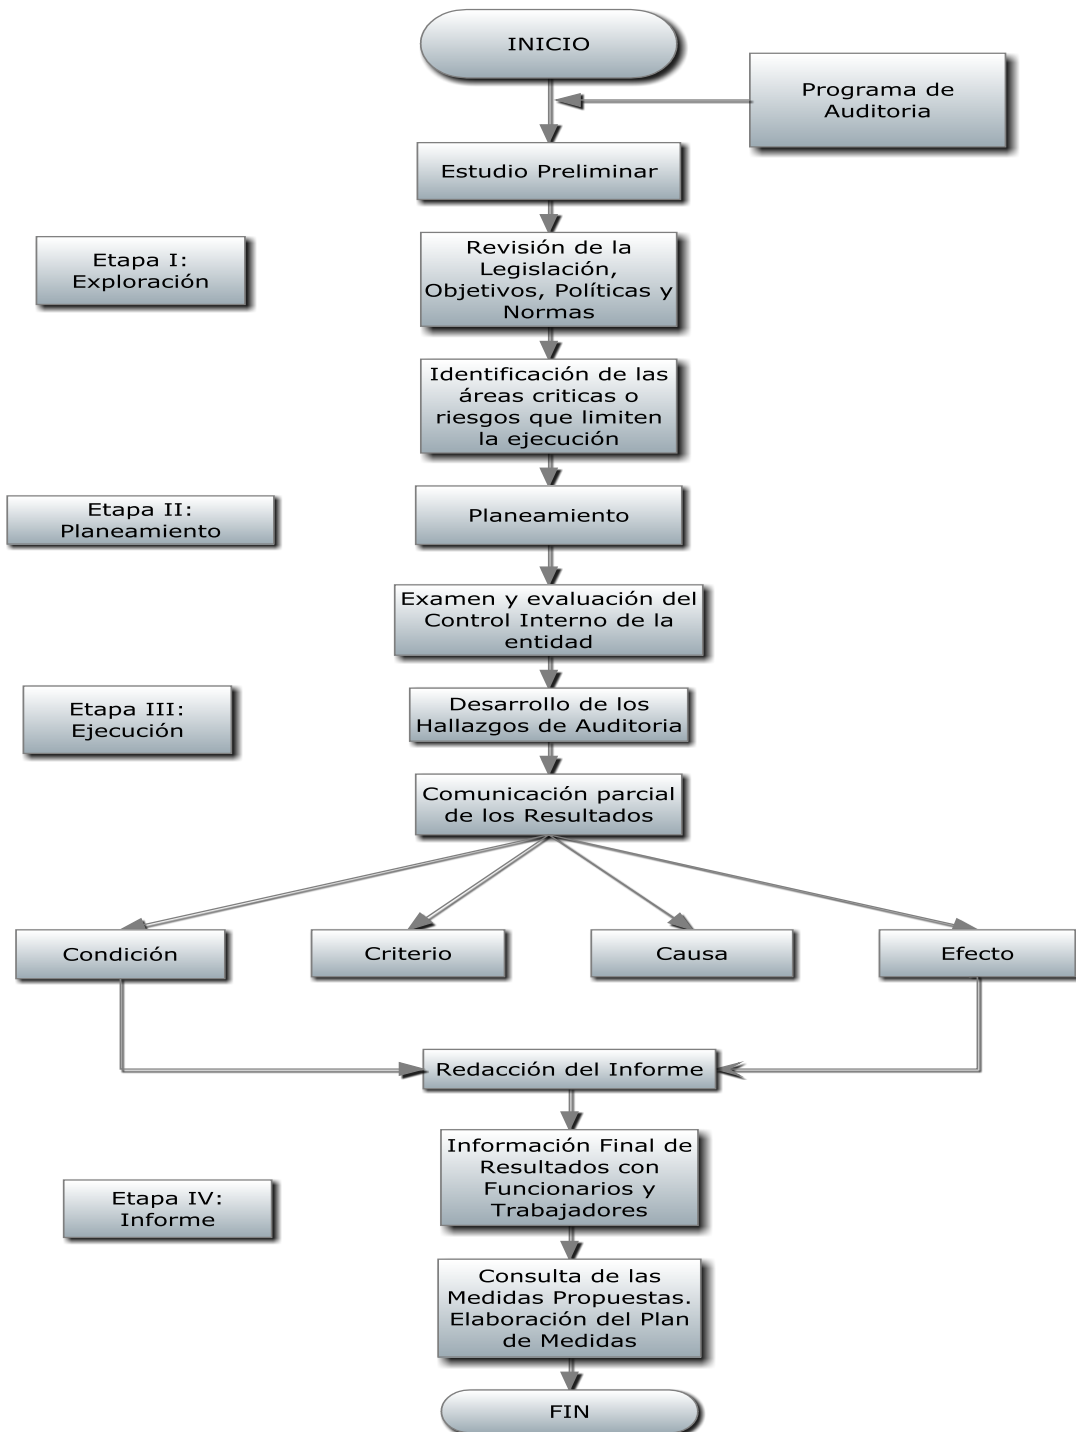 INICIO
Programa de
Auditoria
Estudio Preliminar
Etapa I:
Exploración
Revisión de la
Legislación,
Objetivos, Políticas y
Normas
Identificación de las
áreas criticas o
riesgos que limiten
la ejecución
Etapa II:
Planeamiento
Planeamiento
Examen y evaluación del
Control Interno de la
entidad
Etapa III:
Ejecución
Desarrollo de los
Hallazgos de Auditoria
Comunicación parcial
de los Resultados
Condición
Criterio
Causa
Efecto
Redacción del Informe
Etapa IV:
Informe
Información Final de
Resultados con
Funcionarios y
Trabajadores
Consulta de las
Medidas Propuestas.
Elaboración del Plan
de Medidas
FIN